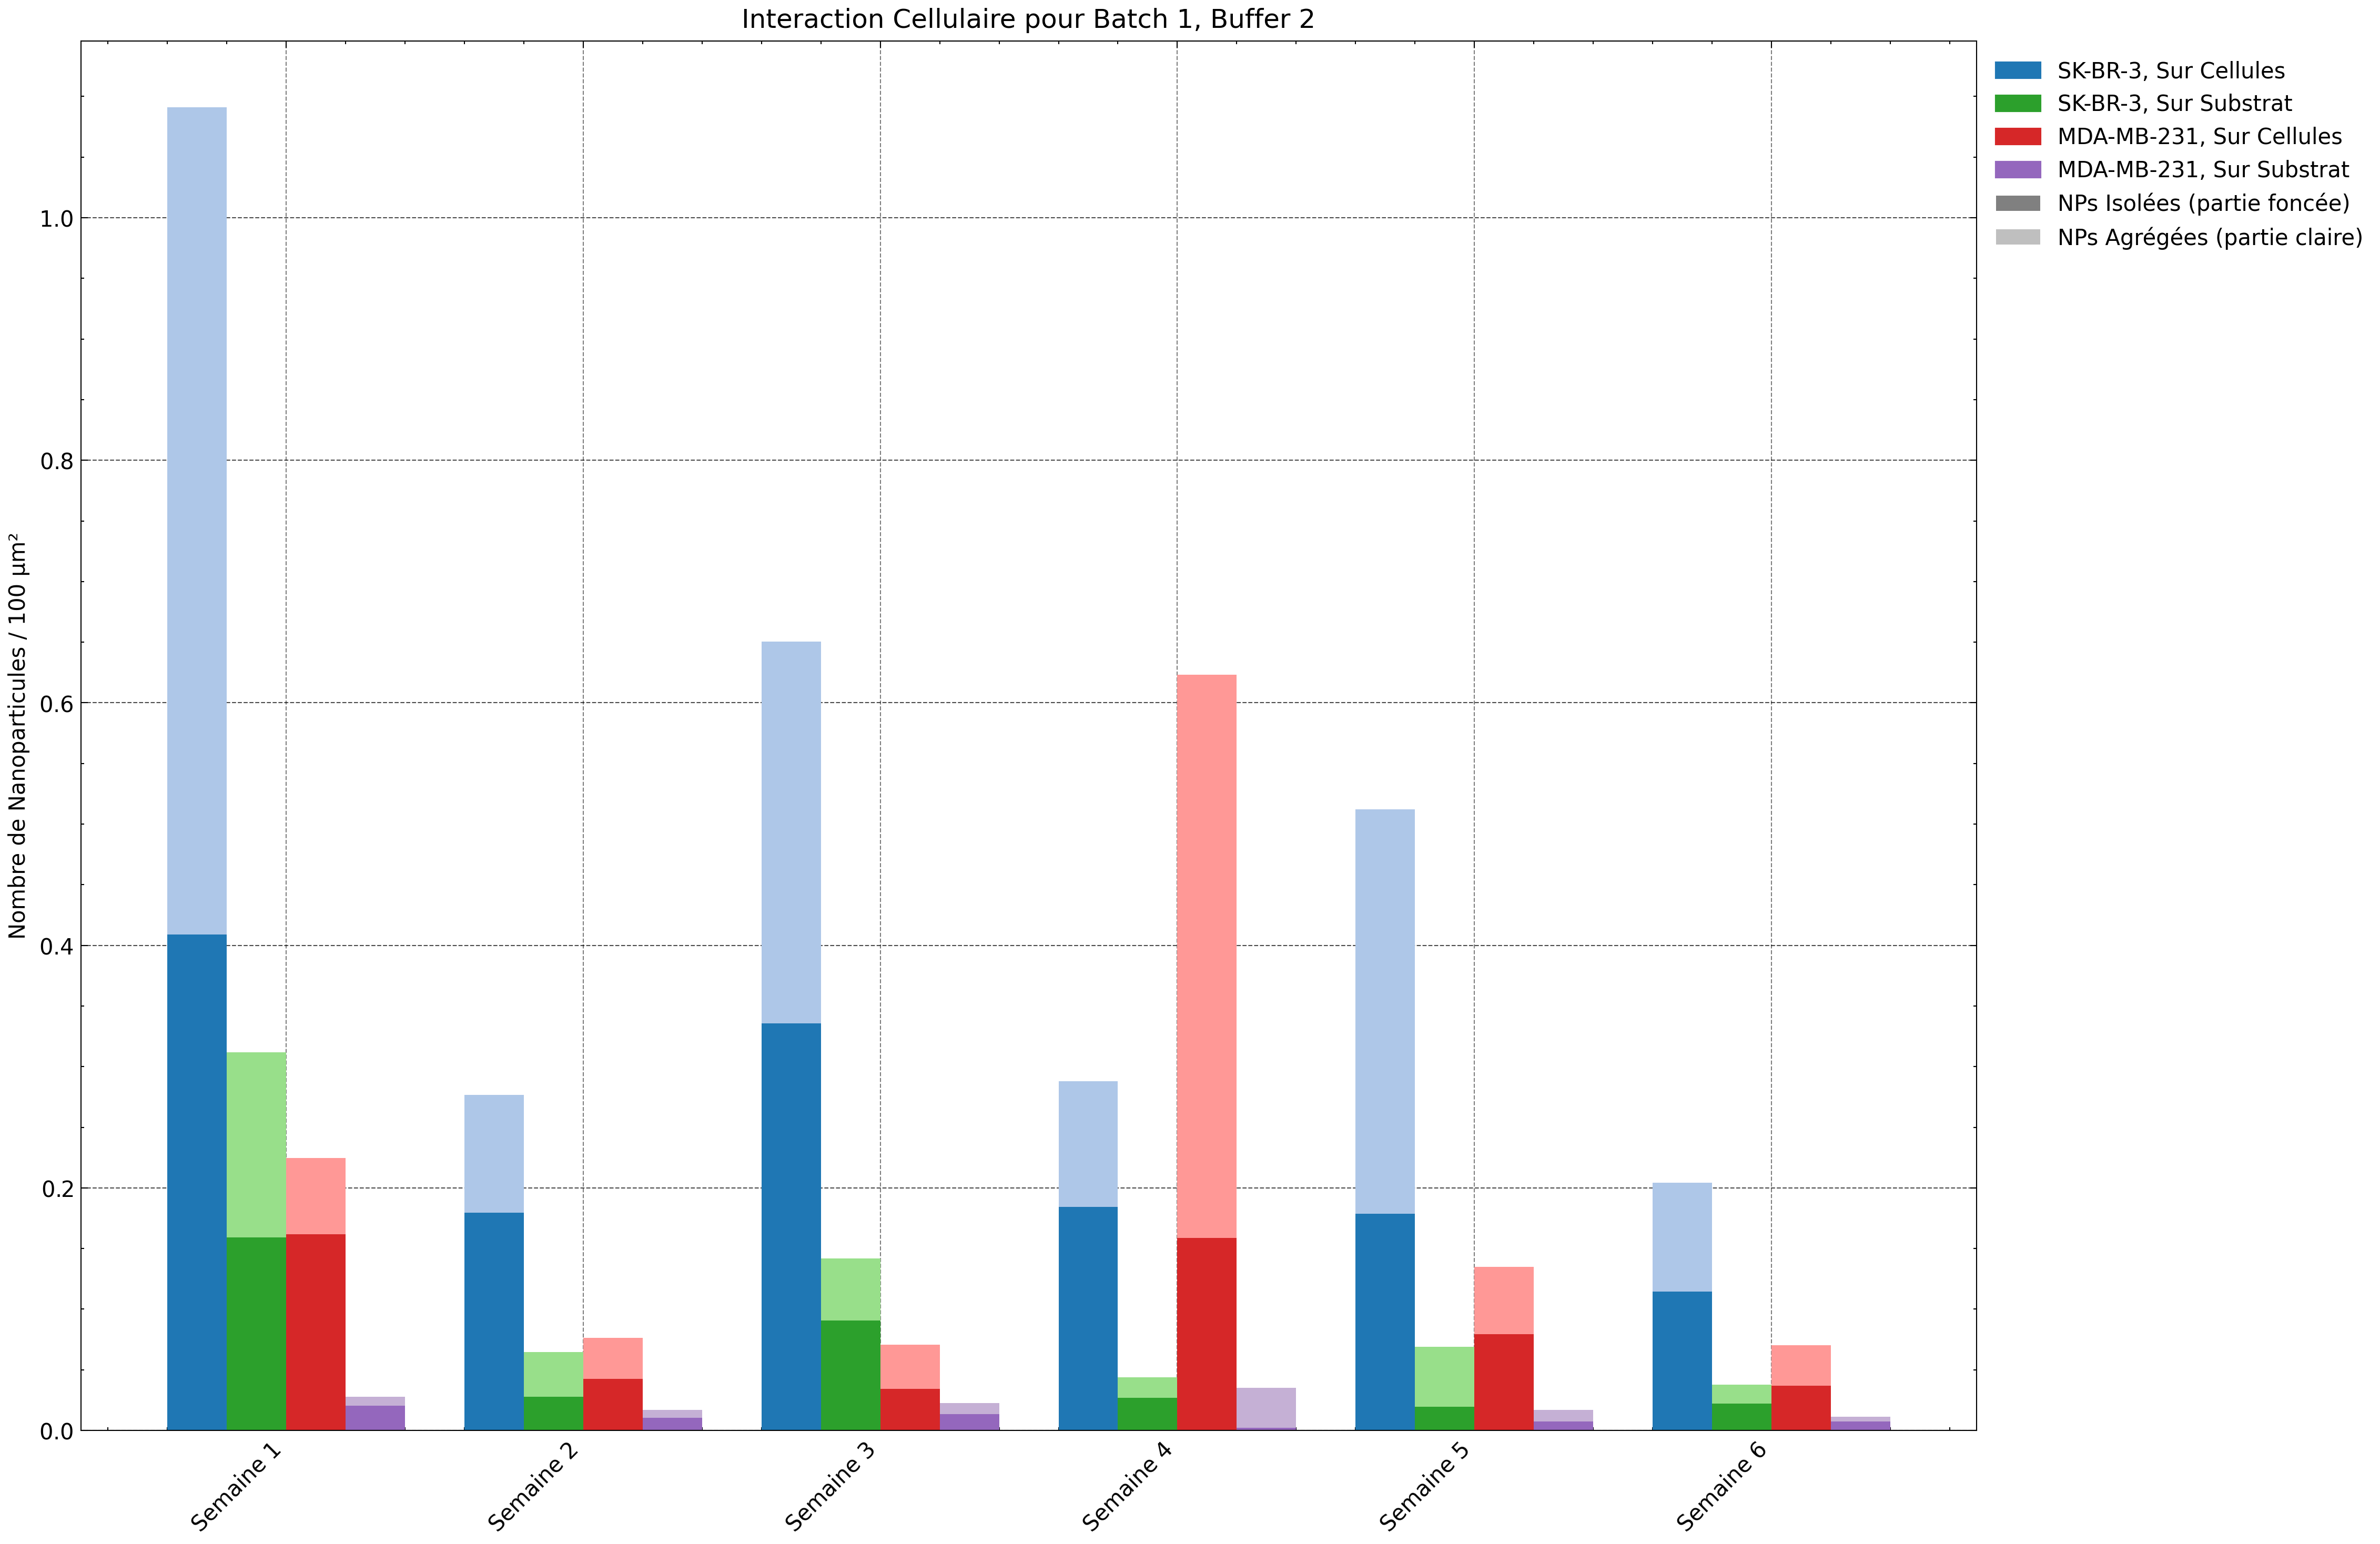 Interaction Cellulaire pour Batch 1, Buffer 2
SK-BR-3, Sur Cellules
SK-BR-3, Sur Substrat
MDA-MB-231, Sur Cellules
MDA-MB-231, Sur Substrat
NPs Isolées (partie foncée)
NPs Agrégées (partie claire)
Nombre de Nanoparticules / 100 µm²
1.0
0.8
0.6
0.4
0.2
0.0
Semaine 1
Semaine 2
Semaine 3
Semaine 4
Semaine 5
Semaine 6